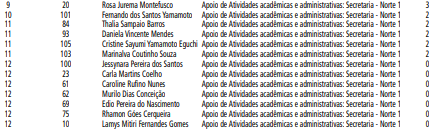 9 20 Rosa Jurema Montefusco Apoio de Atividades acadêmicas e administrativas: Secretaria - Norte 1 3
10 101 Fernando dos Santos Yamamoto Apoio de Atividades acadêmicas e administrativas: Secretaria - Norte 1 2
11 84 Thalia Sampaio Barros Apoio de Atividades acadêmicas e administrativas: Secretaria - Norte 1 2
11 93 Daniela Vincente Mendes Apoio de Atividades acadêmicas e administrativas: Secretaria - Norte 1 2
11 105 Cristine Sayumi Yamamoto Eguchi Apoio de Atividades acadêmicas e administrativas: Secretaria - Norte 1 2
11 103 Marinalva Coutinho Souza Apoio de Atividades acadêmicas e administrativas: Secretaria - Norte 1 2
12 100 Jessynara Pereira dos Santos Apoio de Atividades acadêmicas e administrativas: Secretaria - Norte 1 0
12 23 Carla Martins Coelho Apoio de Atividades acadêmicas e administrativas: Secretaria - Norte 1 0
12 61 Caroline Rufino Nunes Apoio de Atividades acadêmicas e administrativas: Secretaria - Norte 1 0
12 62 Murilo Dias Conceição Apoio de Atividades acadêmicas e administrativas: Secretaria - Norte 1 0
12 69 Edio Pereira do Nascimento Apoio de Atividades acadêmicas e administrativas: Secretaria - Norte 1 0
12 75 Rhamon Góes Cerqueira Apoio de Atividades acadêmicas e administrativas: Secretaria - Norte 1 0
12 10 Lamys Mitiri Fernandes Gomes Apoio de Atividades acadêmicas e administrativas: Secretaria - Norte 1 0